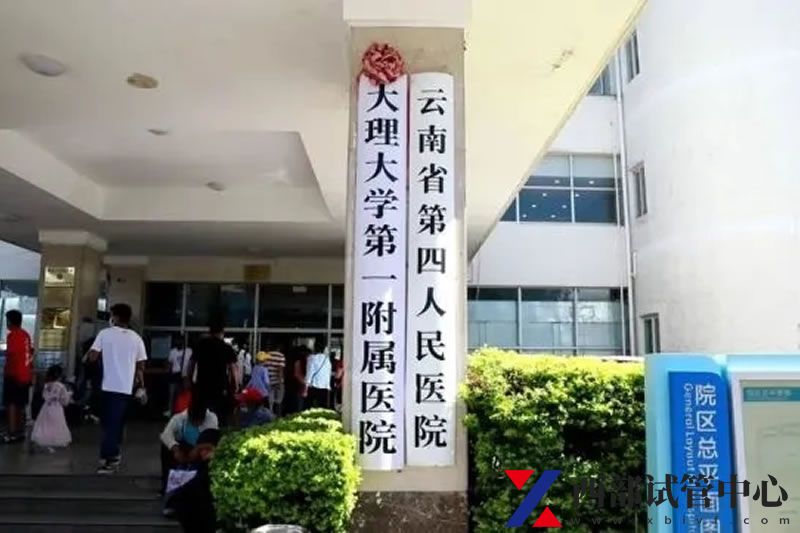 大理大学第一附属医院
云南省第四人民医院
院区总平面图
General Layout
西部试管中心